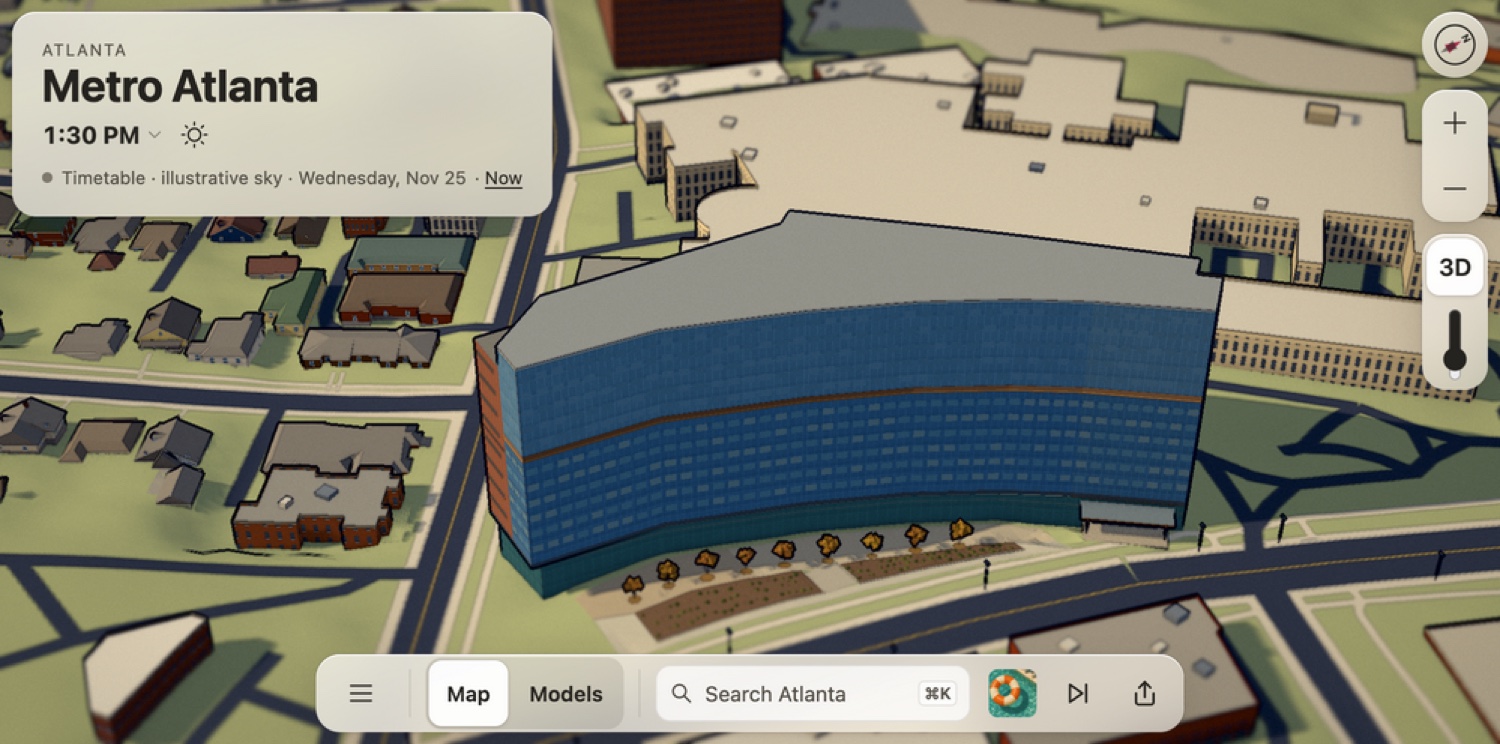 ATLANTA
Metro Atlanta
1:30 PM
Timetable · illustrative sky · Wednesday, Nov 25 · Now
N
+
−
3D
Map
Models
Search Atlanta
⌘K